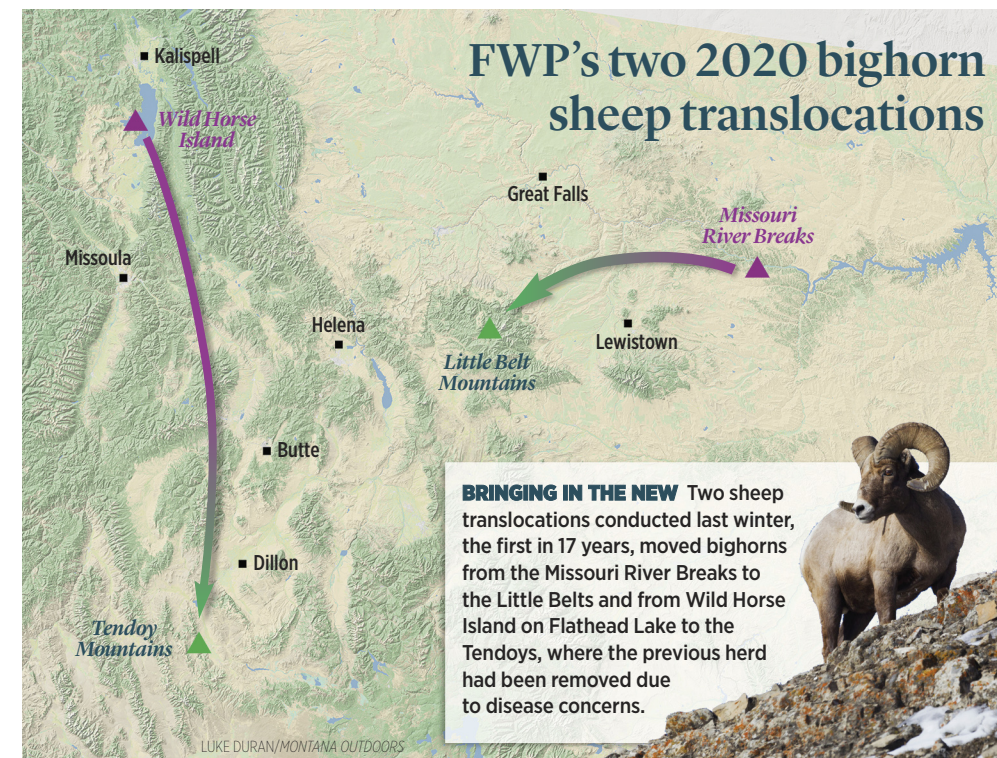 FWP’s two 2020 bighorn
sheep translocations
Kalispell
Wild Horse
Island
Great Falls
Missouri
River Breaks
Missoula
Helena
Lewistown
Little Belt
Mountains
Butte
Dillon
Tendoy
Mountains
BRINGING IN THE NEW Two sheep
translocations conducted last winter,
the first in 17 years, moved bighorns
from the Missouri River Breaks to
the Little Belts and from Wild Horse
Island on Flathead Lake to the
Tendoys, where the previous herd
had been removed due
to disease concerns.
LUKE DURAN/MONTANA OUTDOORS